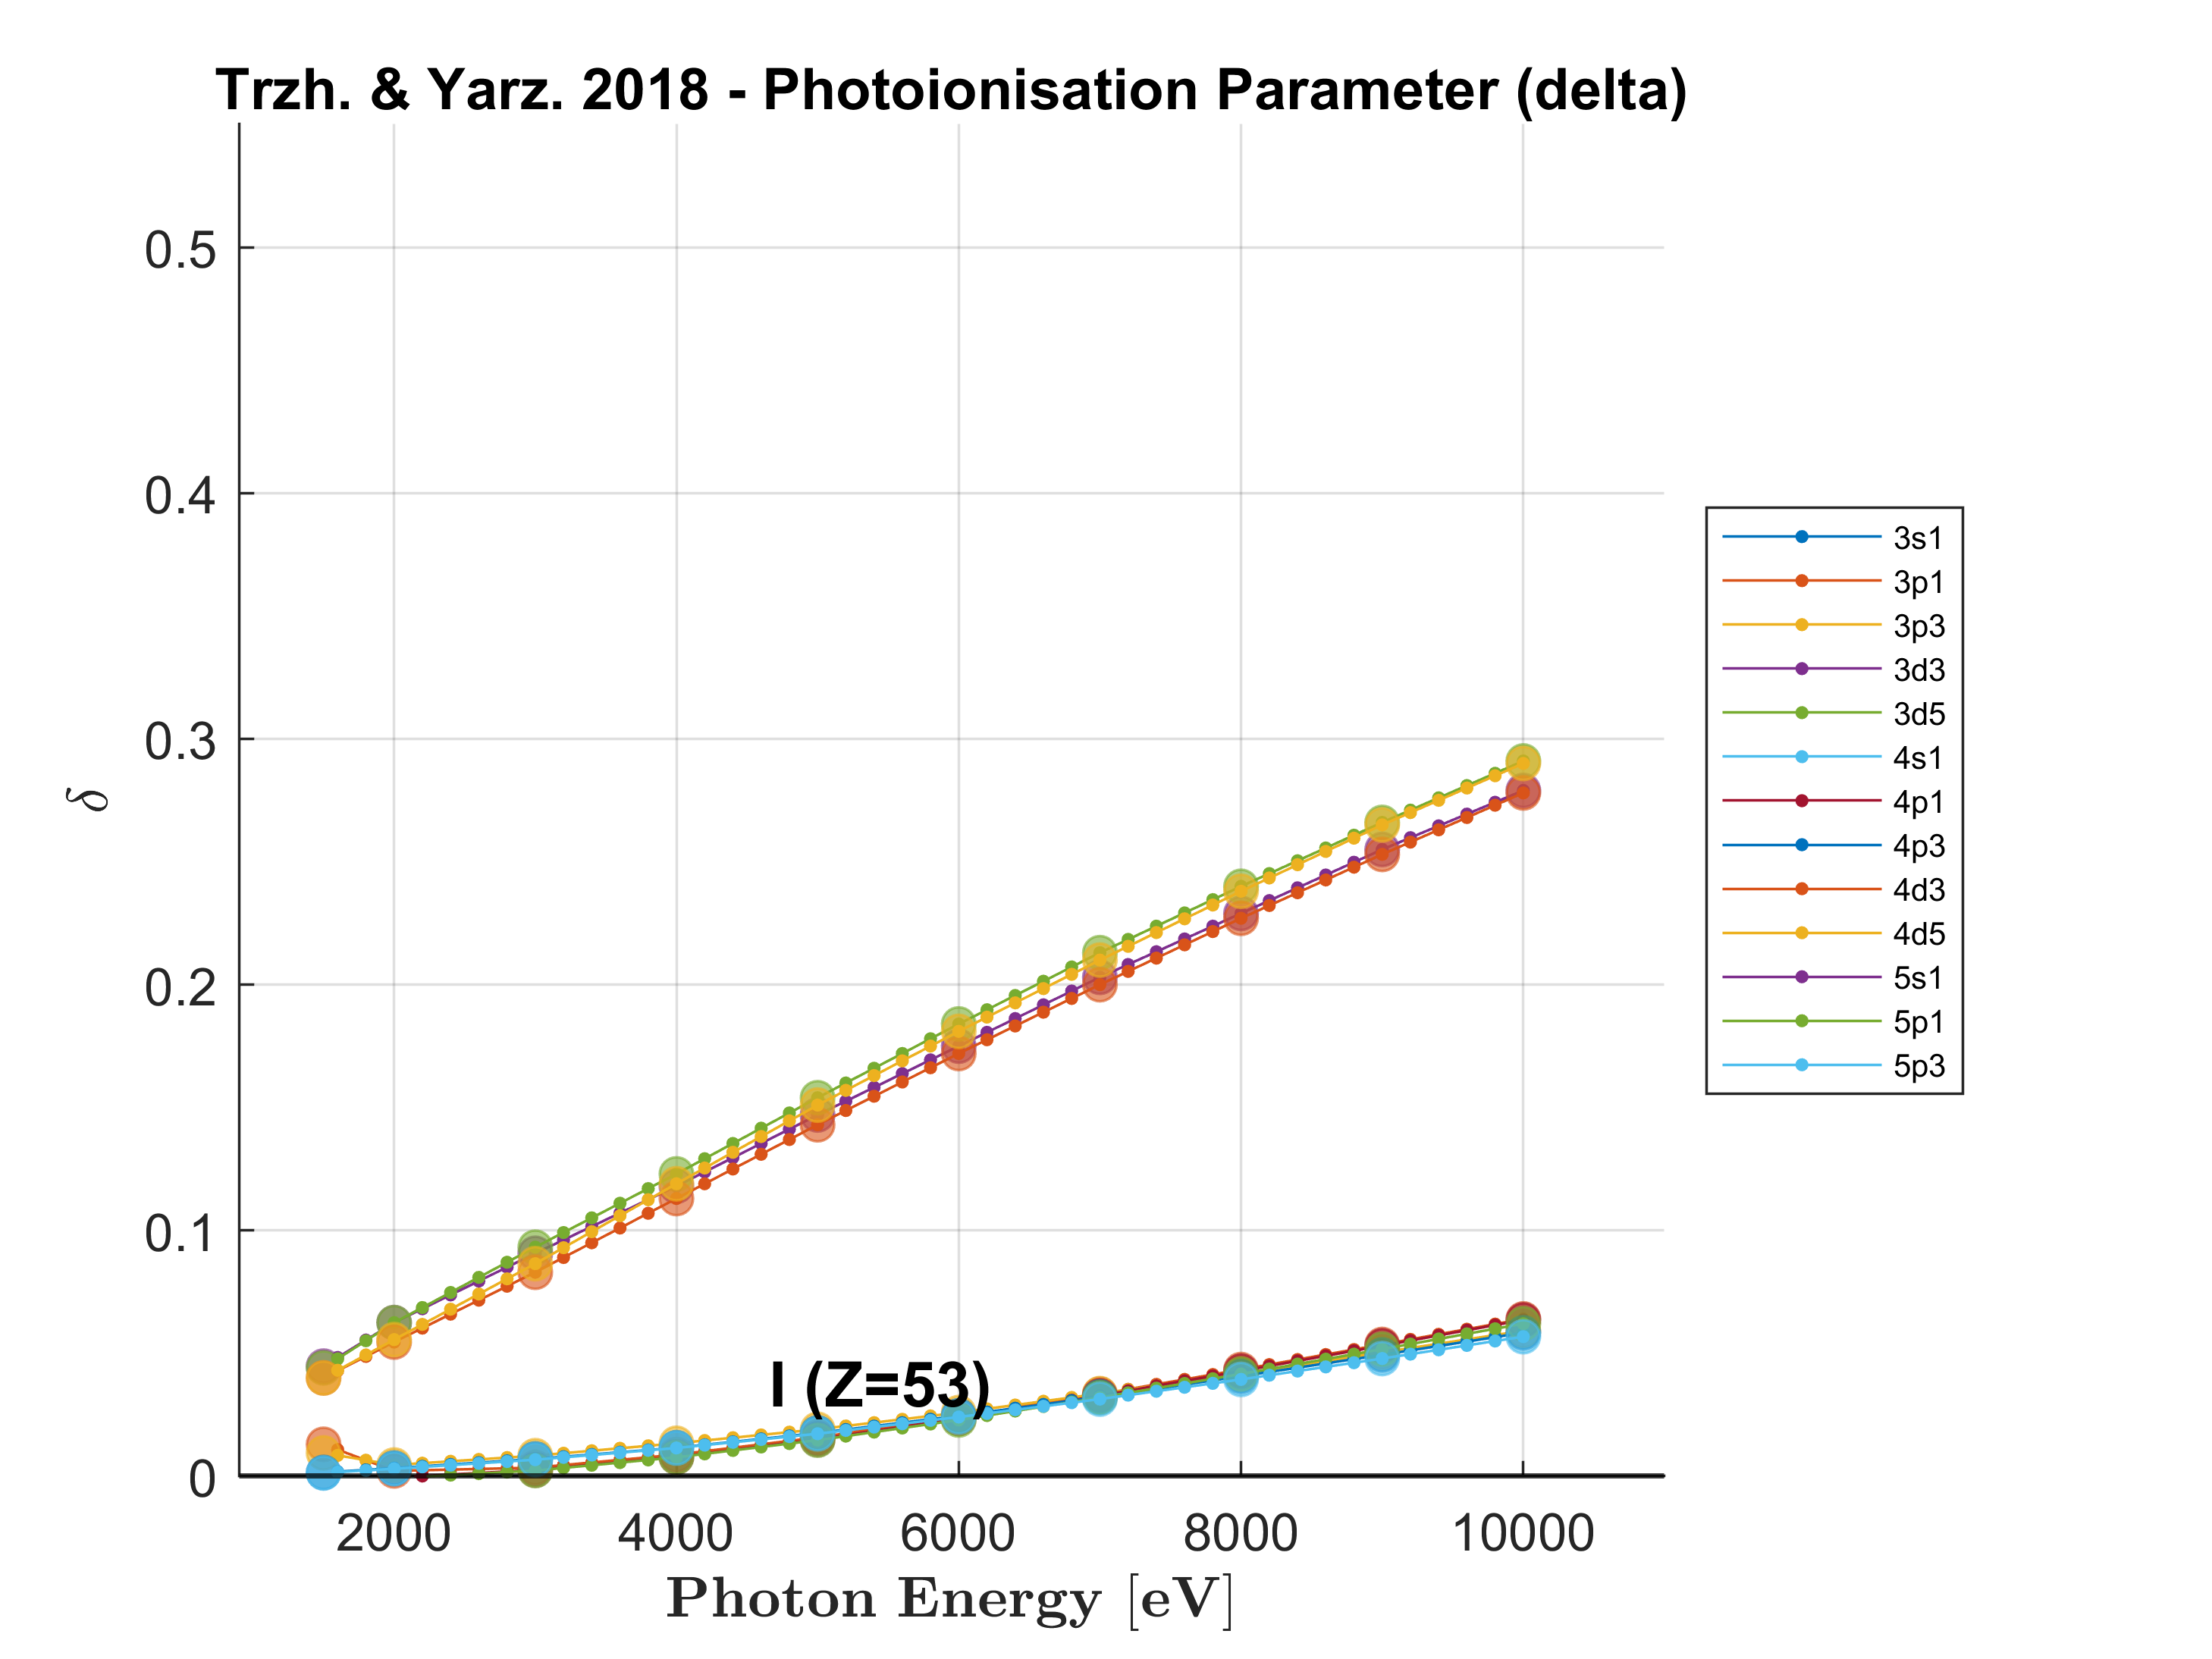 Trzh. & Yarz. 2018 - Photoionisation Parameter (delta)
0.5
0.4
0.3
0.2
0.1
0
δ
I (Z=53)
2000 4000 6000 8000 10000
Photon Energy [eV]
3s1
3p1
3p3
3d3
3d5
4s1
4p1
4p3
4d3
4d5
5s1
5p1
5p3